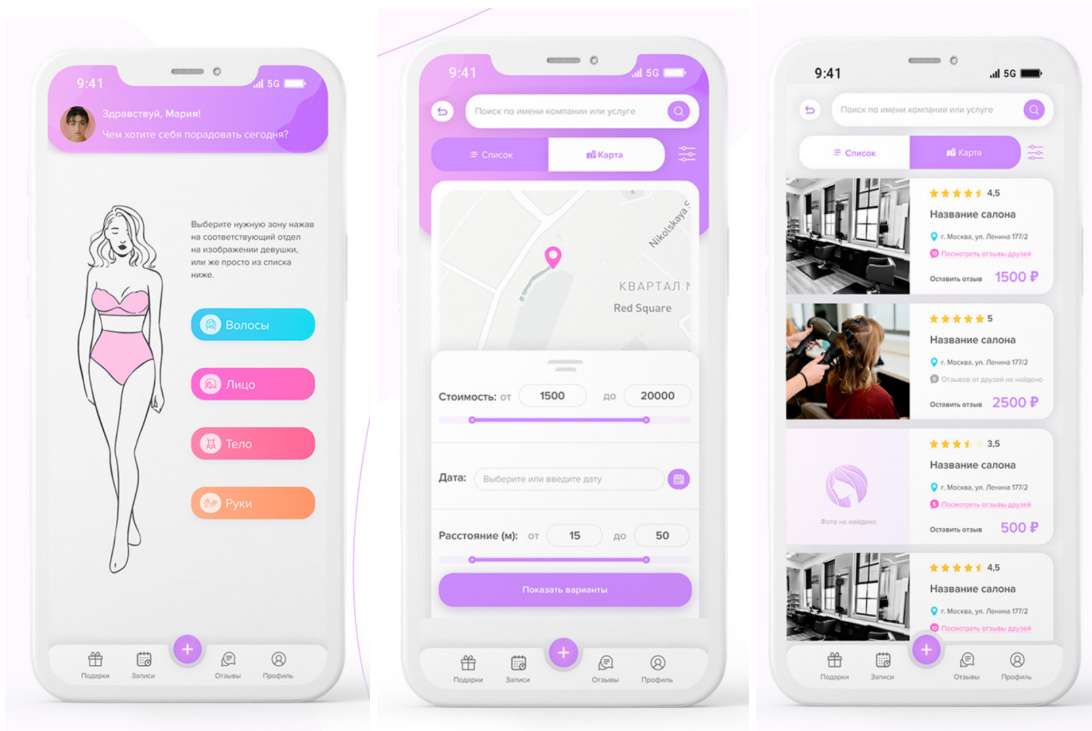 9:41
5G
Здравствуй, Мария!
Чем хотите себя порадовать сегодня?
Выберите нужную зону нажав
на соответствующий отдел
на изображении девушки,
или же просто из списка
ниже.
Волосы
Лицо
Тело
Руки
Подарки
Записи
Отзывы
Профиль
9:41
5G
Поиск по имени компании или услуге
Список
Карта
Nikolskaya S
КВАРТАЛ
Red Square
Стоимость: от 1500 до 20000
Дата: Выберите или введите дату
Расстояние (м): от 15 до 50
Показать варианты
Подарки
Записи
Отзывы
Профиль
9:41
5G
Поиск по имени компании или услуге
Список
Карта
4,5
Название салона
г. Москва, ул. Ленина 177/2
10 Посмотреть отзывы друзей
Оставить отзыв 1500 ₽
5
Название салона
г. Москва, ул. Ленина 177/2
Отзывов от друзей не найдено
Оставить отзыв 2500 ₽
Фото не найдено
3,5
Название салона
г. Москва, ул. Ленина 177/2
Посмотреть отзывы друзей
Оставить отзыв 500 ₽
4,5
Название салона
г. Москва, ул. Ленина 177/2
10 Посмотреть отзывы друзей
Подарки
Записи
Отзывы
Профиль